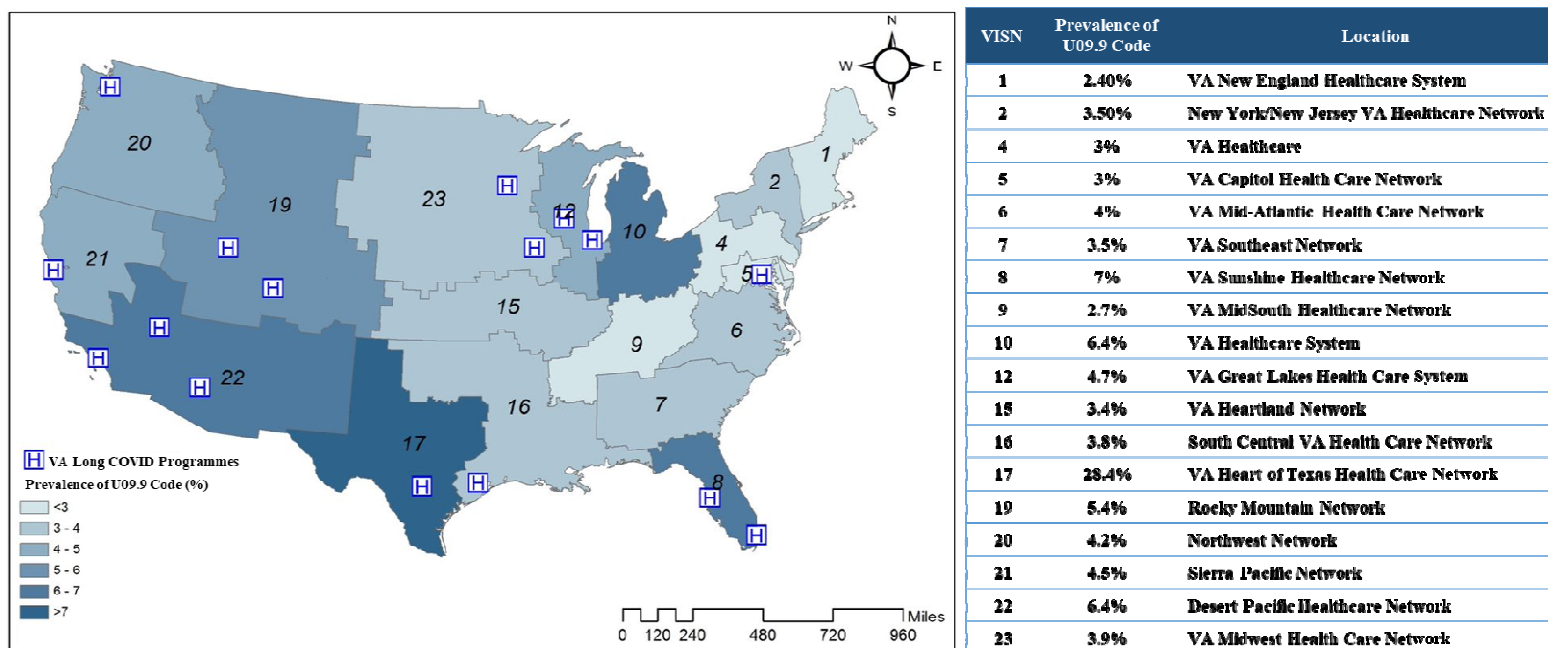 N
W E
S
20
19
23
12
10
1
2
21
4
5
15
9
6
22
16
7
17
8
H VA Long COVID Programmes
Prevalence of U09.9 Code (%)
<3
3 - 4
4 - 5
5 - 6
6 - 7
>7
Miles
0 120 240 480 720 960
VISN Prevalence of U09.9 Code Location
1 2.40% VA New England Healthcare System
2 3.50% New York/New Jersey VA Healthcare Network
4 3% VA Healthcare
5 3% VA Capitol Health Care Network
6 4% VA Mid-Atlantic Health Care Network
7 3.5% VA Southeast Network
8 7% VA Sunshine Healthcare Network
9 2.7% VA MidSouth Healthcare Network
10 6.4% VA Healthcare System
12 4.7% VA Great Lakes Health Care System
15 3.4% VA Heartland Network
16 3.8% South Central VA Health Care Network
17 28.4% VA Heart of Texas Health Care Network
19 5.4% Rocky Mountain Network
20 4.2% Northwest Network
21 4.5% Sierra Pacific Network
22 6.4% Desert Pacific Healthcare Network
23 3.9% VA Midwest Health Care Network